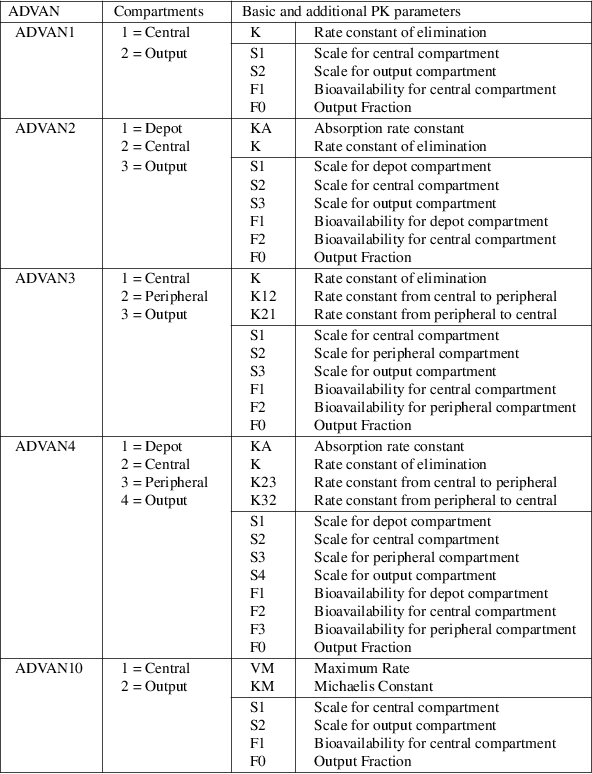 ADVAN Compartments Basic and additional PK parameters
ADVAN1 1 = Central K Rate constant of elimination
2 = Output S1 Scale for central compartment
S2 Scale for output compartment
F1 Bioavailability for central compartment
F0 Output Fraction
ADVAN2 1 = Depot KA Absorption rate constant
2 = Central K Rate constant of elimination
3 = Output S1 Scale for depot compartment
S2 Scale for central compartment
S3 Scale for output compartment
F1 Bioavailability for depot compartment
F2 Bioavailability for central compartment
F0 Output Fraction
ADVAN3 1 = Central K Rate constant of elimination
2 = Peripheral K12 Rate constant from central to peripheral
3 = Output K21 Rate constant from peripheral to central
S1 Scale for central compartment
S2 Scale for peripheral compartment
S3 Scale for output compartment
F1 Bioavailability for central compartment
F2 Bioavailability for peripheral compartment
F0 Output Fraction
ADVAN4 1 = Depot KA Absorption rate constant
2 = Central K Rate constant of elimination
3 = Peripheral K23 Rate constant from central to peripheral
4 = Output K32 Rate constant from peripheral to central
S1 Scale for depot compartment
S2 Scale for central compartment
S3 Scale for peripheral compartment
S4 Scale for output compartment
F1 Bioavailability for depot compartment
F2 Bioavailability for central compartment
F3 Bioavailability for peripheral compartment
F0 Output Fraction
ADVAN10 1 = Central VM Maximum Rate
2 = Output KM Michaelis Constant
S1 Scale for central compartment
S2 Scale for output compartment
F1 Bioavailability for central compartment
F0 Output Fraction